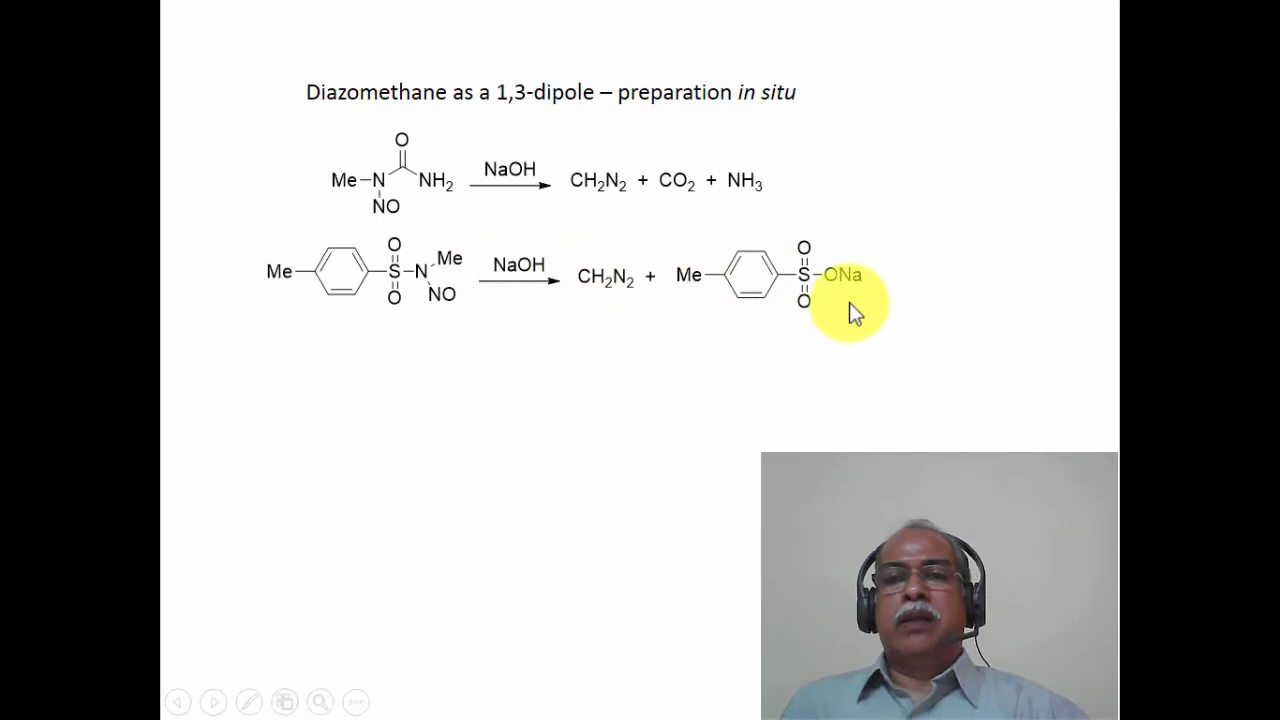 Diazomethane as a 1,3-dipole – preparation in situ
O
Me N NH2 NaOH CH2N2 + CO2 + NH3
NO
O Me O
Me S N NaOH CH2N2 + Me S ONa
O NO O